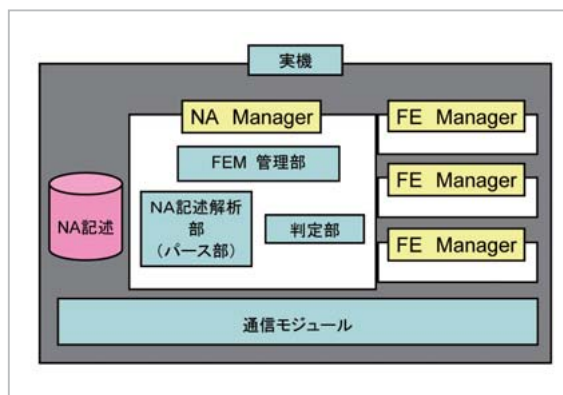 実機
NA Manager
FE Manager
FEM 管理部
FE Manager
NA記述
NA記述解析
部
（パース部）
判定部
FE Manager
通信モジュール